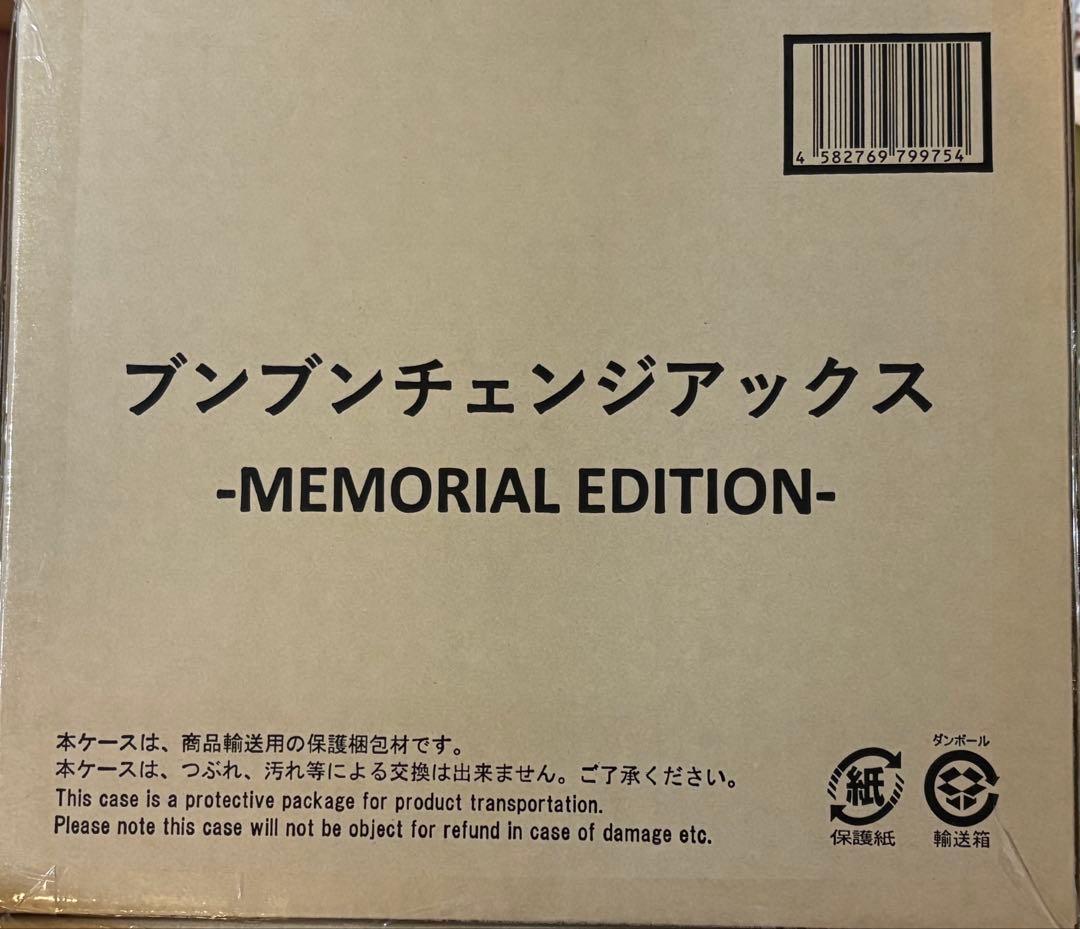 4 582769 799754
ブンブンチェンジアックス
-MEMORIAL EDITION-
本ケースは、商品輸送用の保護梱包材です。
本ケースは、つぶれ、汚れ等による交換は出来ません。ご了承ください。
This case is a protective package for product transportation.
Please note this case will not be object for refund in case of damage etc.
紙
保護紙
ダンボール
輸送箱